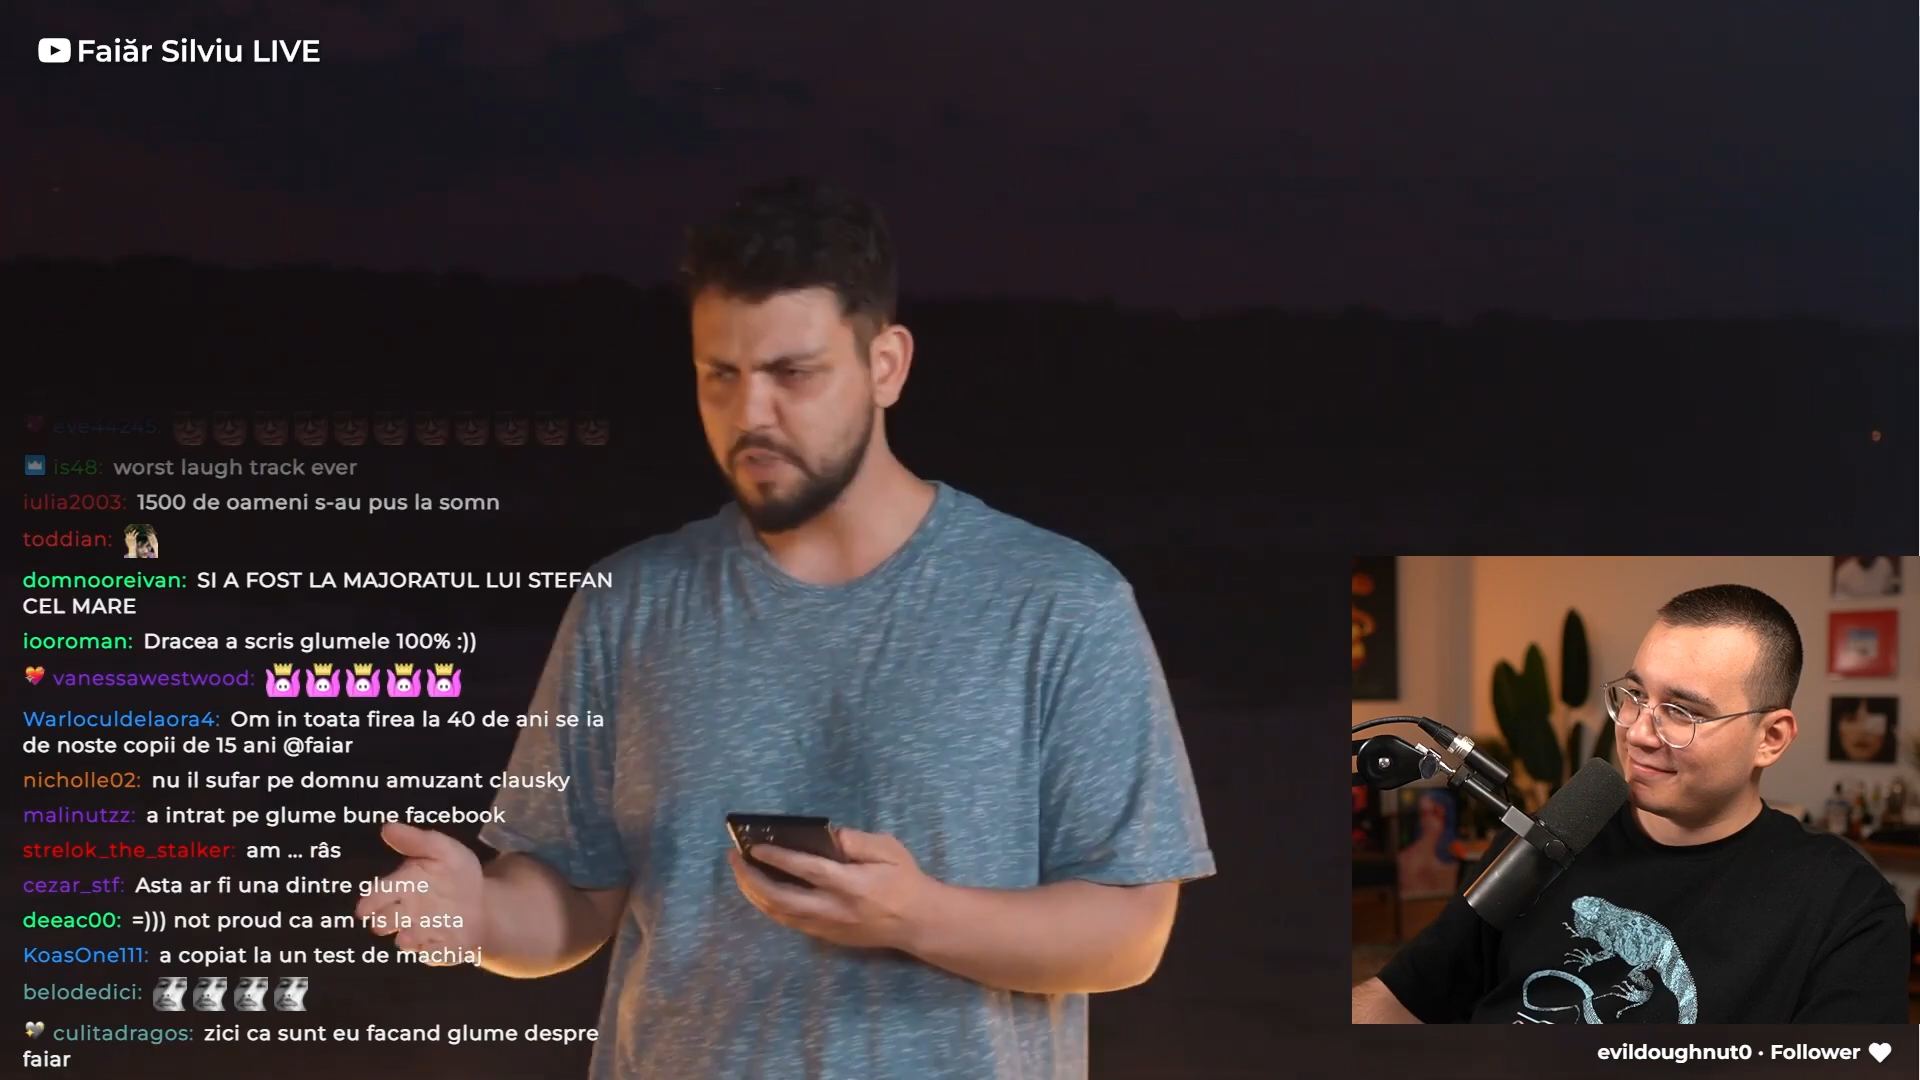 Faiăr Silviu LIVE
eve44245:
is48: worst laugh track ever
iulia2003: 1500 de oameni s-au pus la somn
toddian:
domnooreivan: SI A FOST LA MAJORATUL LUI STEFAN
CEL MARE
iooroman: Dracea a scris glumele 100% :))
vanessawestwood:
Warloculdelaora4: Om in toata firea la 40 de ani se ia
de noste copii de 15 ani @faiar
nicholle02: nu il sufar pe domnu amuzant clausky
malinutzz: a intrat pe glume bune facebook
strelok_the_stalker: am ... râs
cezar_stf: Asta ar fi una dintre glume
deeac00: =))) not proud ca am ris la asta
KoasOne111: a copiat la un test de machiaj
belodedici:
culitadragos: zici ca sunt eu facand glume despre
faiar
evildoughnut0 · Follower